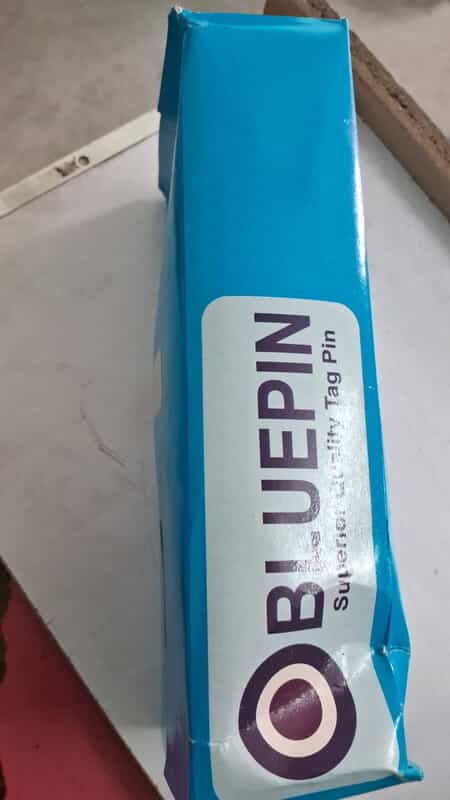 BLUEPIN
Superior Quality Tag Pin